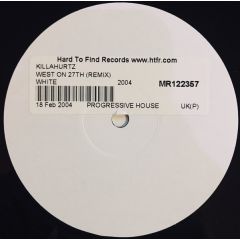 Hard To Find Records www.htfr.com
KILLAHURTZ
WEST ON 27TH (REMIX)
WHITE 2004 MR122357
18 Feb 2004 PROGRESSIVE HOUSE UK(P)